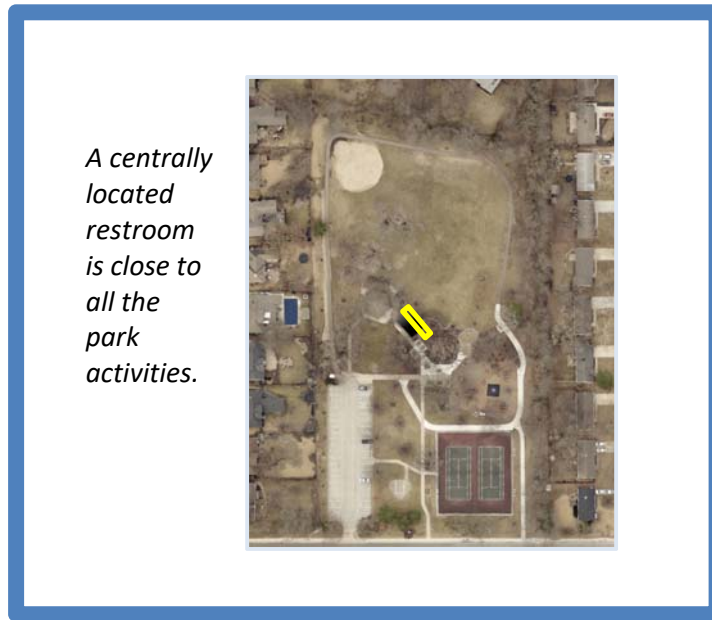 A centrally
located
restroom
is close to
all the
park
activities.